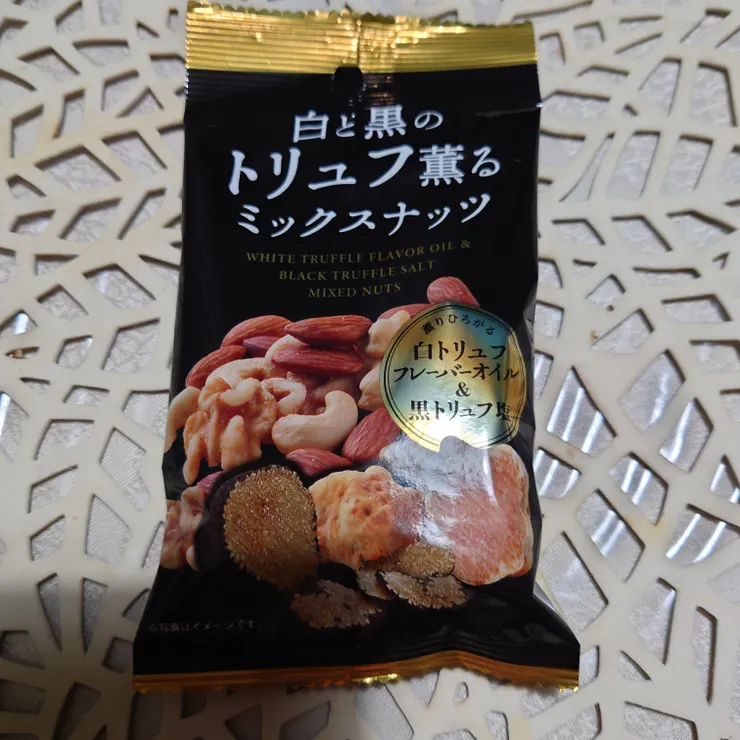 白と黒の
トリュフ薫る
ミックスナッツ
WHITE TRUFFLE FLAVOR OIL &
BLACK TRUFFLE SALT
MIXED NUTS
薫りひろがる
白トリュフ
フレーバーオイル
&
黒トリュフ塩
※写真はイメージです。